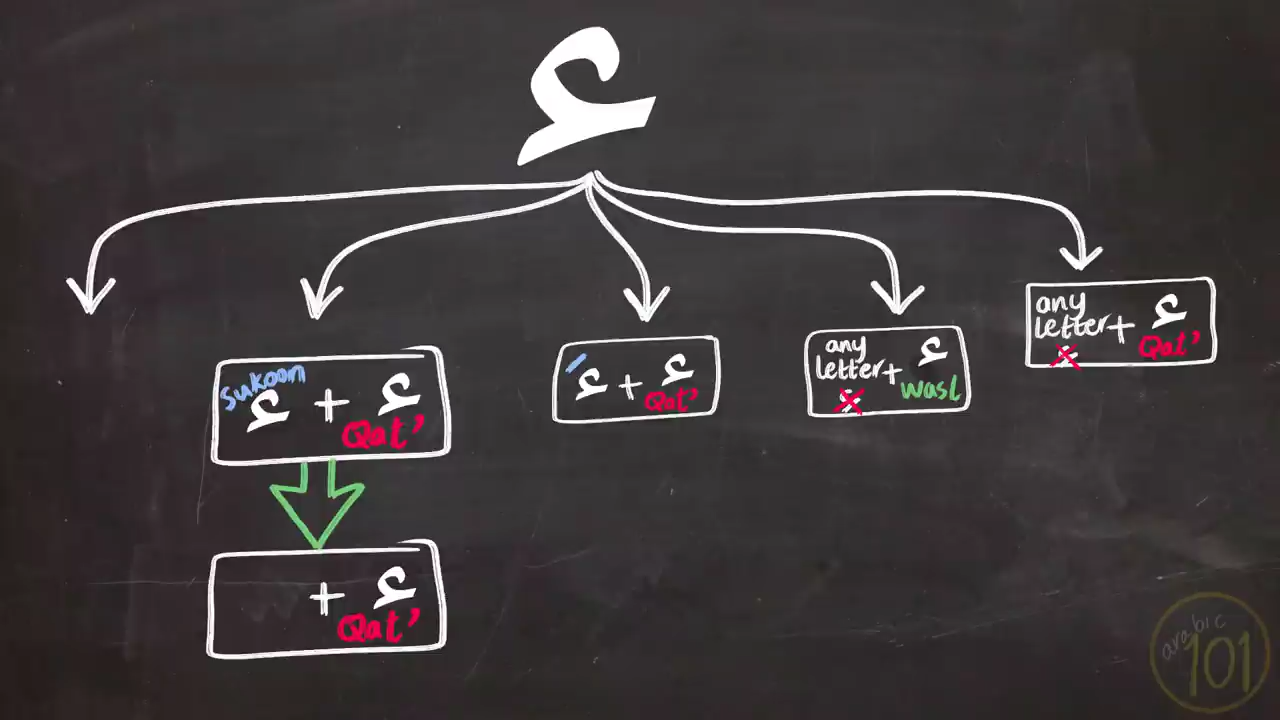 ء
any
letter + ء
Qat'
any
letter + ء
wasl
ء + ء
Qat'
sukoon
ء + ء
Qat'
+ ء
Qat'
arabic
101